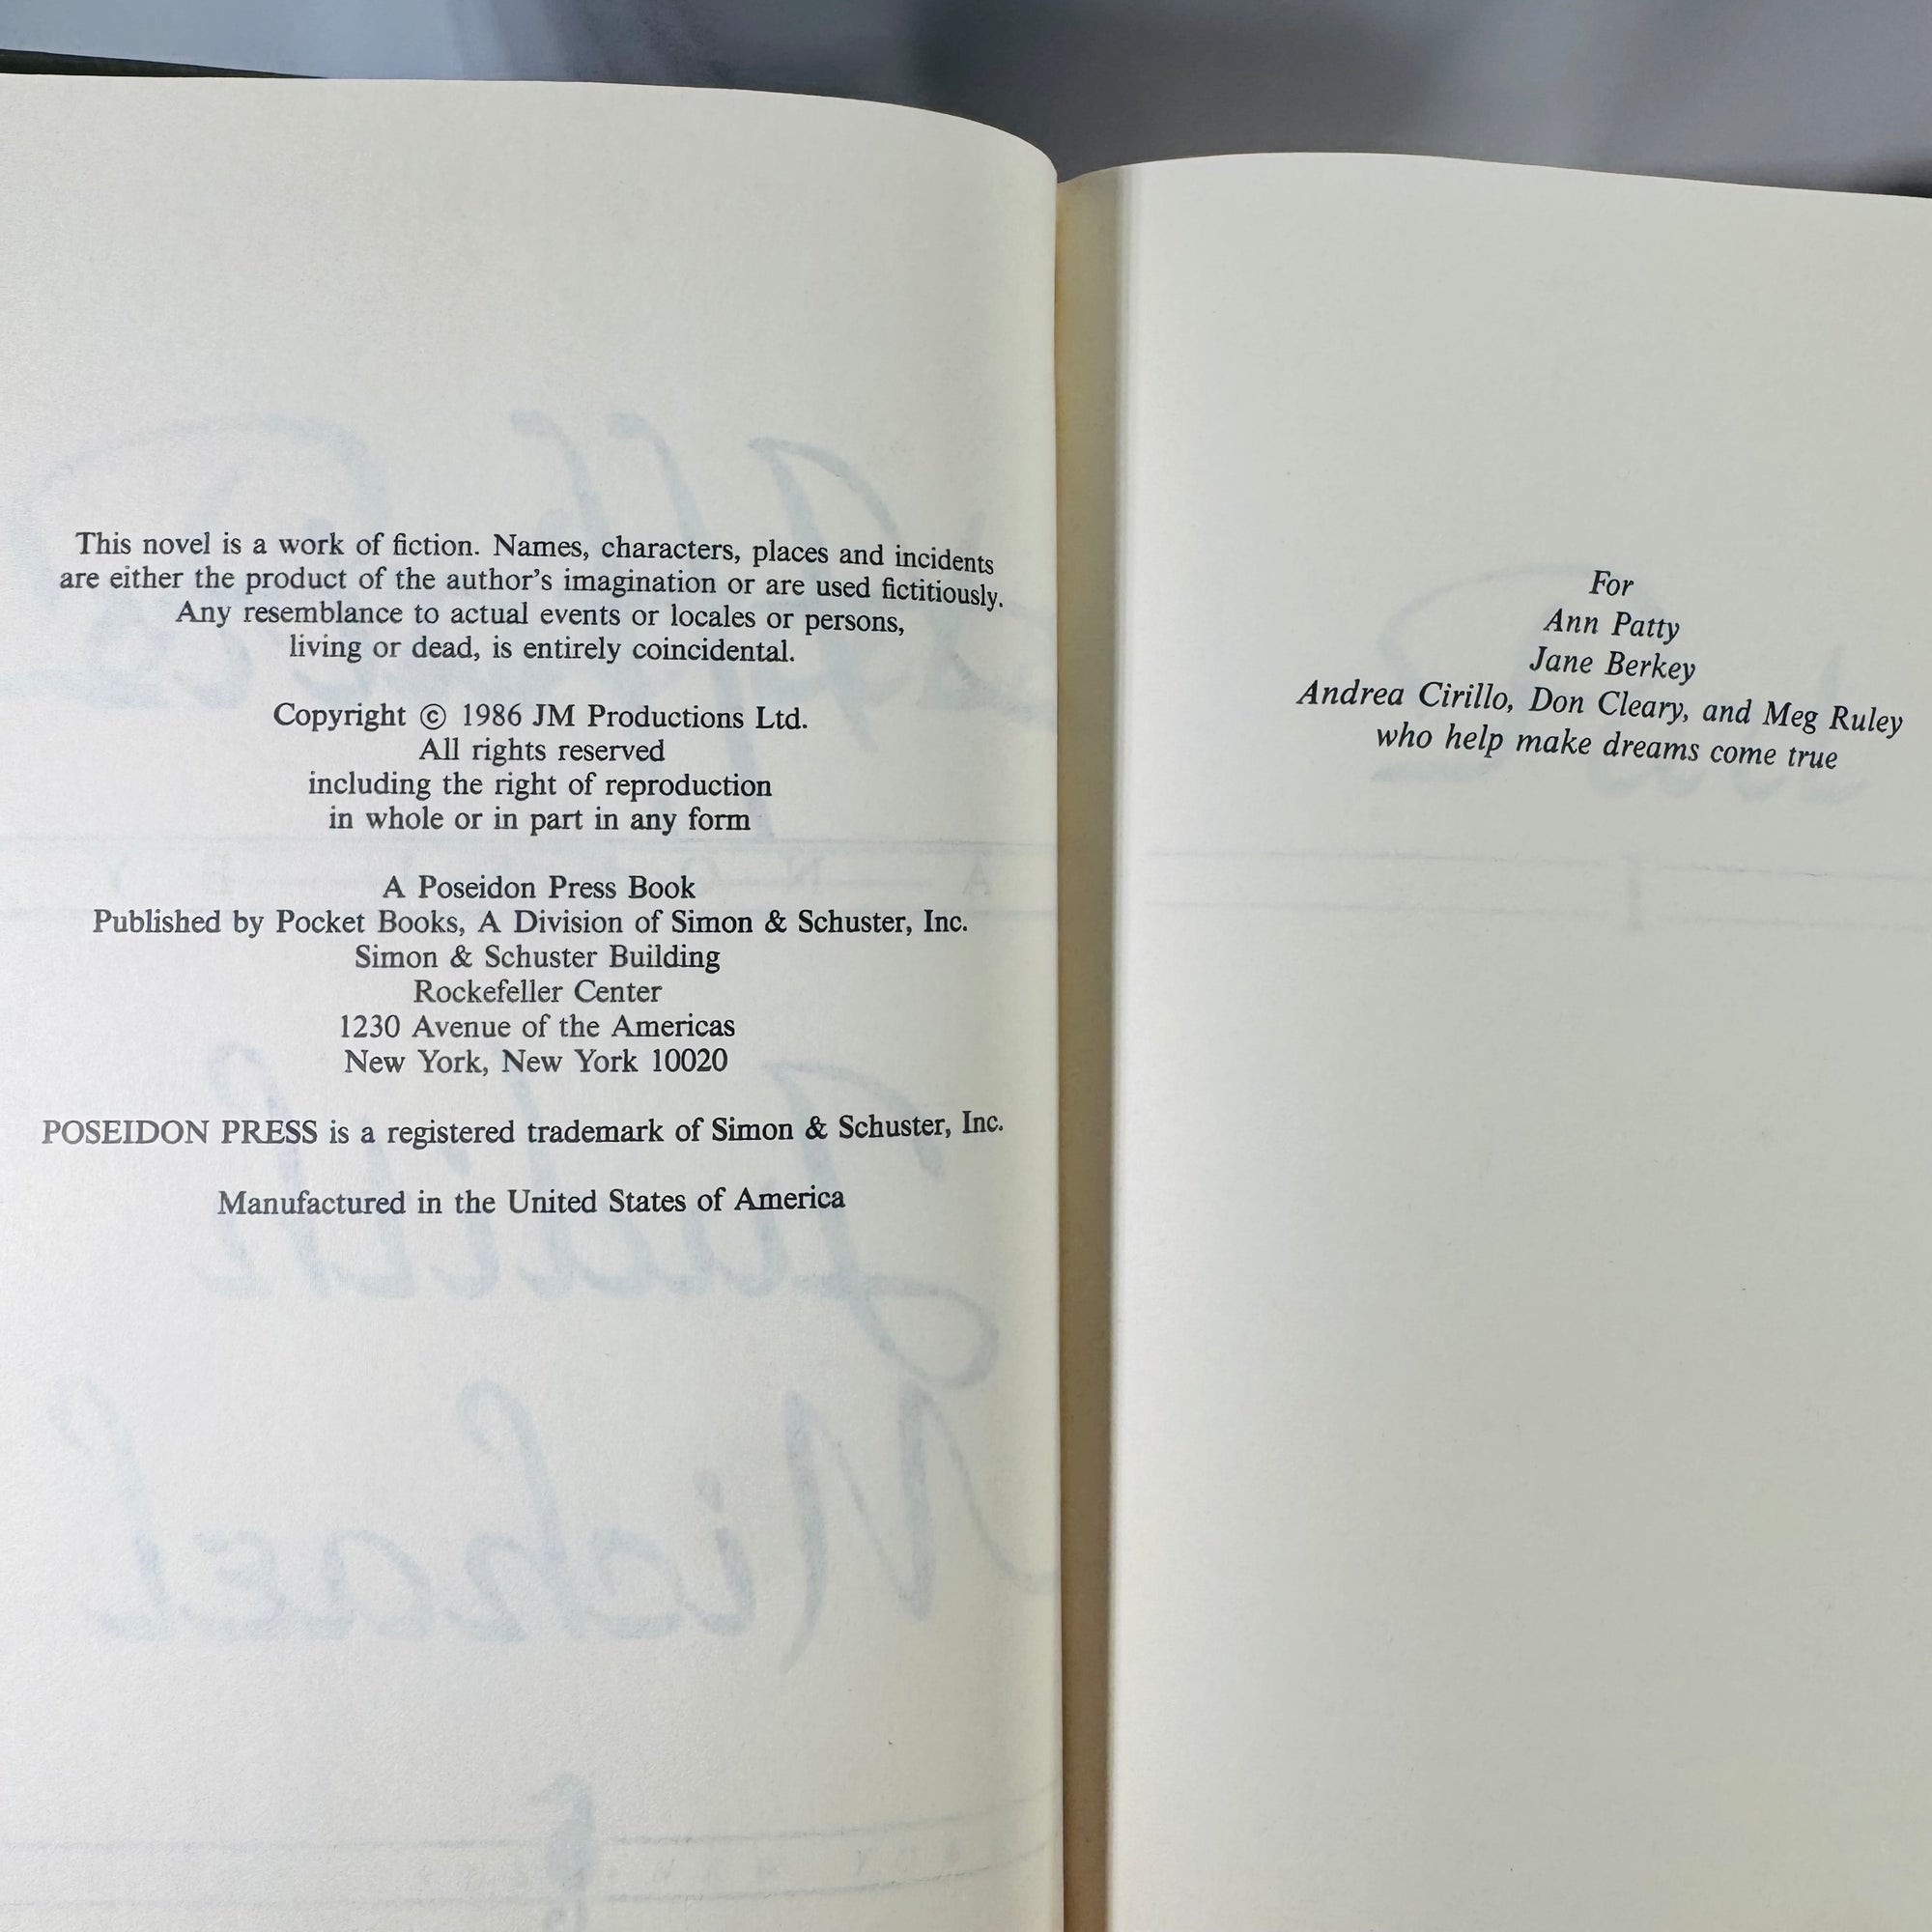 This novel is a work of fiction. Names, characters, places and incidents
are either the product of the author's imagination or are used fictitiously.
Any resemblance to actual events or locales or persons,
living or dead, is entirely coincidental.
Copyright © 1986 JM Productions Ltd.
All rights reserved
including the right of reproduction
in whole or in part in any form
A Poseidon Press Book
Published by Pocket Books, A Division of Simon & Schuster, Inc.
Simon & Schuster Building
Rockefeller Center
1230 Avenue of the Americas
New York, New York 10020
POSEIDON PRESS is a registered trademark of Simon & Schuster, Inc.
Manufactured in the United States of America
Judith
Michael
For
Ann Patty
Jane Berkey
Andrea Cirillo, Don Cleary, and Meg Ruley
who help make dreams come true